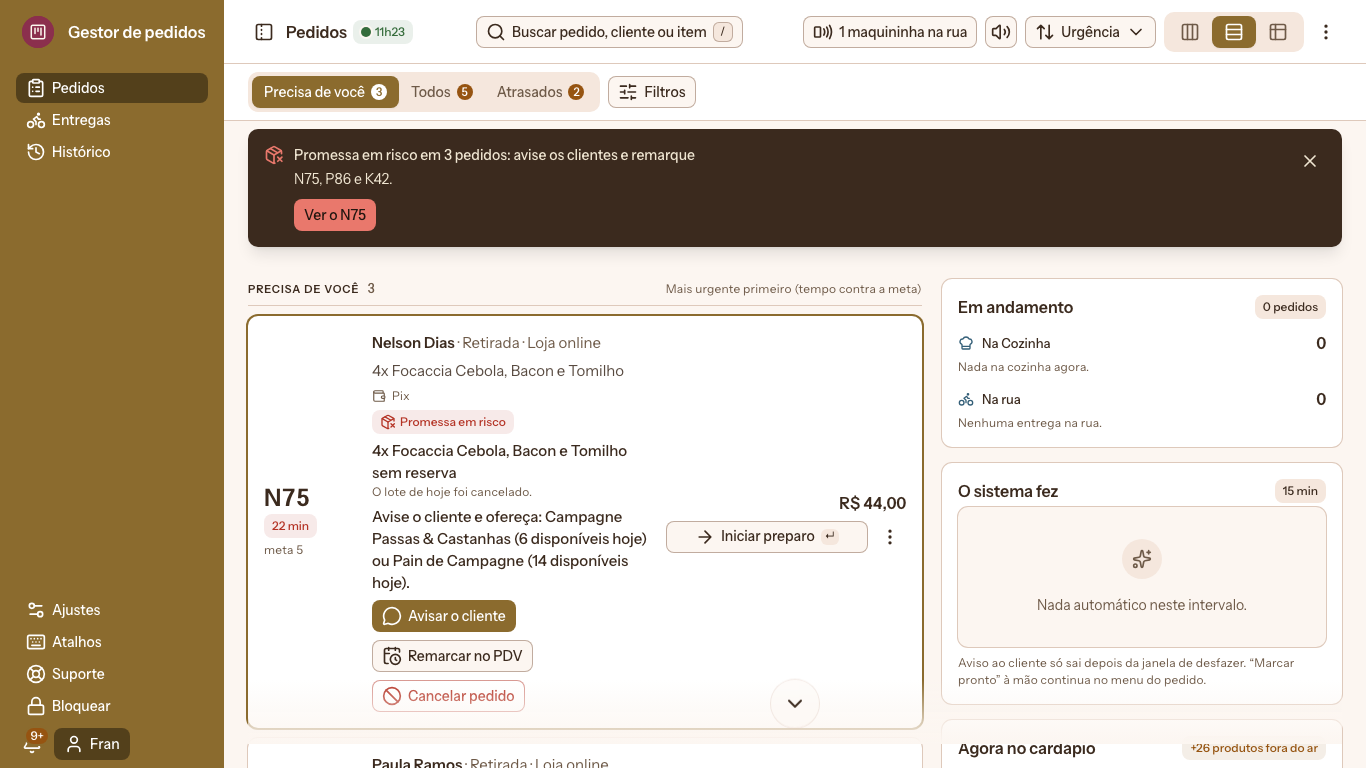 Gestor de pedidos
Pedidos
Entregas
Histórico
Ajustes
Atalhos
Suporte
Bloquear
9+
Fran
Pedidos
11h23
Buscar pedido, cliente ou item /
1 maquininha na rua
Urgência
Precisa de você 3
Todos 5
Atrasados 2
Filtros
Promessa em risco em 3 pedidos: avise os clientes e remarque
N75, P86 e K42.
Ver o N75
PRECISA DE VOCÊ 3
Mais urgente primeiro (tempo contra a meta)
N75
22 min
meta 5
Nelson Dias · Retirada · Loja online
4x Focaccia Cebola, Bacon e Tomilho
Pix
Promessa em risco
4x Focaccia Cebola, Bacon e Tomilho
sem reserva
O lote de hoje foi cancelado.
Avise o cliente e ofereça: Campagne
Passas & Castanhas (6 disponíveis hoje)
ou Pain de Campagne (14 disponíveis
hoje).
Avisar o cliente
Remarcar no PDV
Cancelar pedido
R$ 44,00
Iniciar preparo ↵
Paula Ramos · Retirada · Loja online
Em andamento
0 pedidos
Na Cozinha 0
Nada na cozinha agora.
Na rua 0
Nenhuma entrega na rua.
O sistema fez
15 min
Nada automático neste intervalo.
Aviso ao cliente só sai depois da janela de desfazer. “Marcar
pronto” à mão continua no menu do pedido.
Agora no cardápio
+26 produtos fora do ar